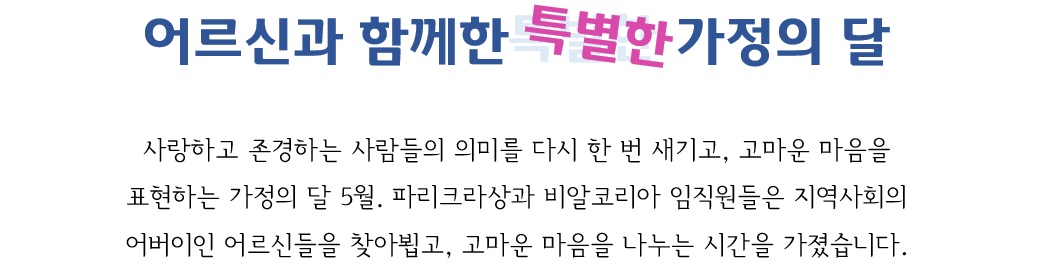 어르신과 함께한 특별한 가정의 달
사랑하고 존경하는 사람들의 의미를 다시 한 번 새기고, 고마운 마음을
표현하는 가정의 달 5월. 파리크라상과 비알코리아 임직원들은 지역사회의
어버이인 어르신들을 찾아뵙고, 고마운 마음을 나누는 시간을 가졌습니다.